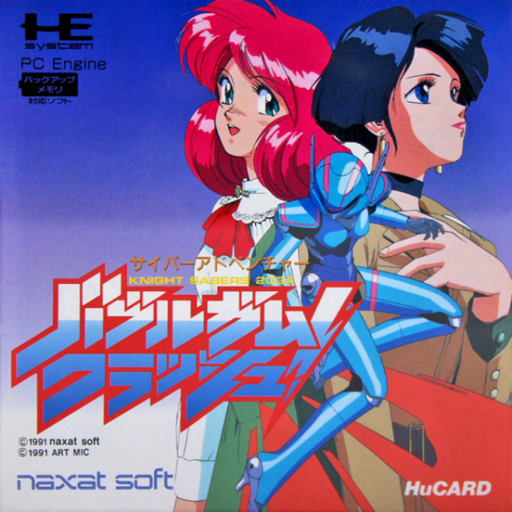 HE
system
PC Engine
バックアップ
メモリ
対応ソフト
サイバーアドベンチャー
KNIGHT SABERS 2034
バブルガム
クラッシュ!
©1991 naxat soft
©1991 ART MIC
naxat soft
HuCARD